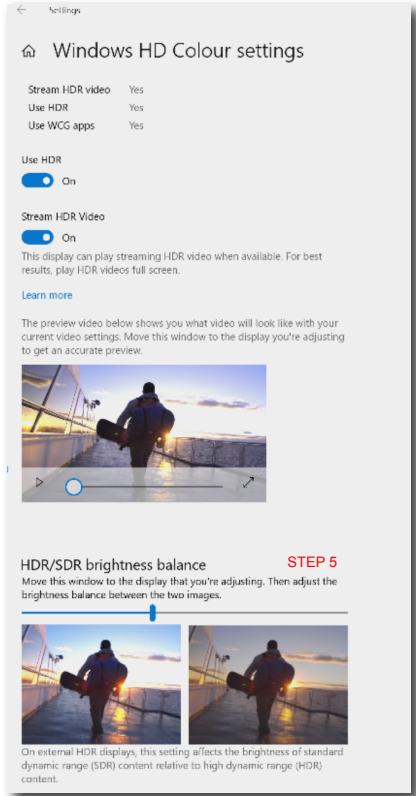 Settings
Windows HD Colour settings
Stream HDR video Yes
Use HDR Yes
Use WCG apps Yes
Use HDR
On
Stream HDR Video
On
This display can play streaming HDR video when available. For best
results, play HDR videos full screen.
Learn more
The preview video below shows you what video will look like with your
current video settings. Move this window to the display you're adjusting
to get an accurate preview.
HDR/SDR brightness balance STEP 5
Move this window to the display that you're adjusting. Then adjust the
brightness balance between the two images.
On external HDR displays, this setting affects the brightness of standard
dynamic range (SDR) content relative to high dynamic range (HDR)
content.